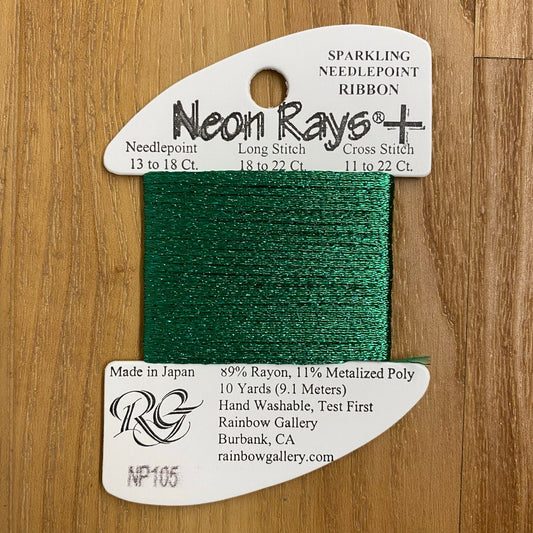 SPARKLING
NEEDLEPOINT
RIBBON
Neon Rays®+
Needlepoint Long Stitch Cross Stitch
13 to 18 Ct. 18 to 22 Ct. 11 to 22 Ct.
Made in Japan 89% Rayon, 11% Metalized Poly
10 Yards (9.1 Meters)
RG Hand Washable, Test First
Rainbow Gallery
Burbank, CA
NP105 rainbowgallery.com